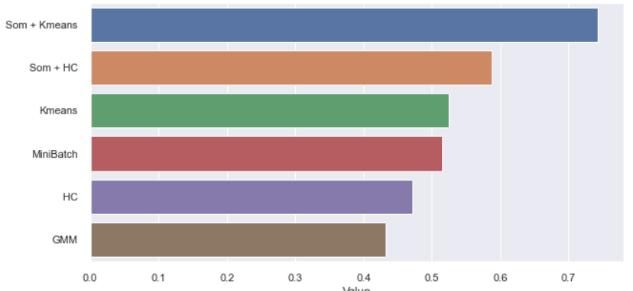 Som + Kmeans
Som + HC
Kmeans
MiniBatch
HC
GMM
0.0 0.1 0.2 0.3 0.4 0.5 0.6 0.7
Value